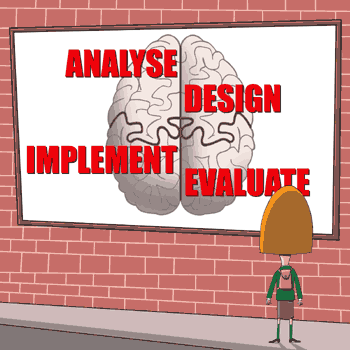 ANALYSE
DESIGN
IMPLEMENT
EVALUATE